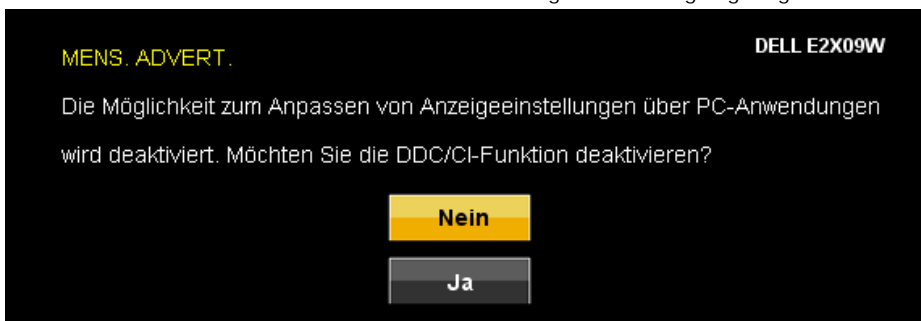 MENS. ADVERT.
DELL E2X09W
Die Möglichkeit zum Anpassen von Anzeigeeinstellungen über PC-Anwendungen
wird deaktiviert. Möchten Sie die DDC/CI-Funktion deaktivieren?
Nein
Ja